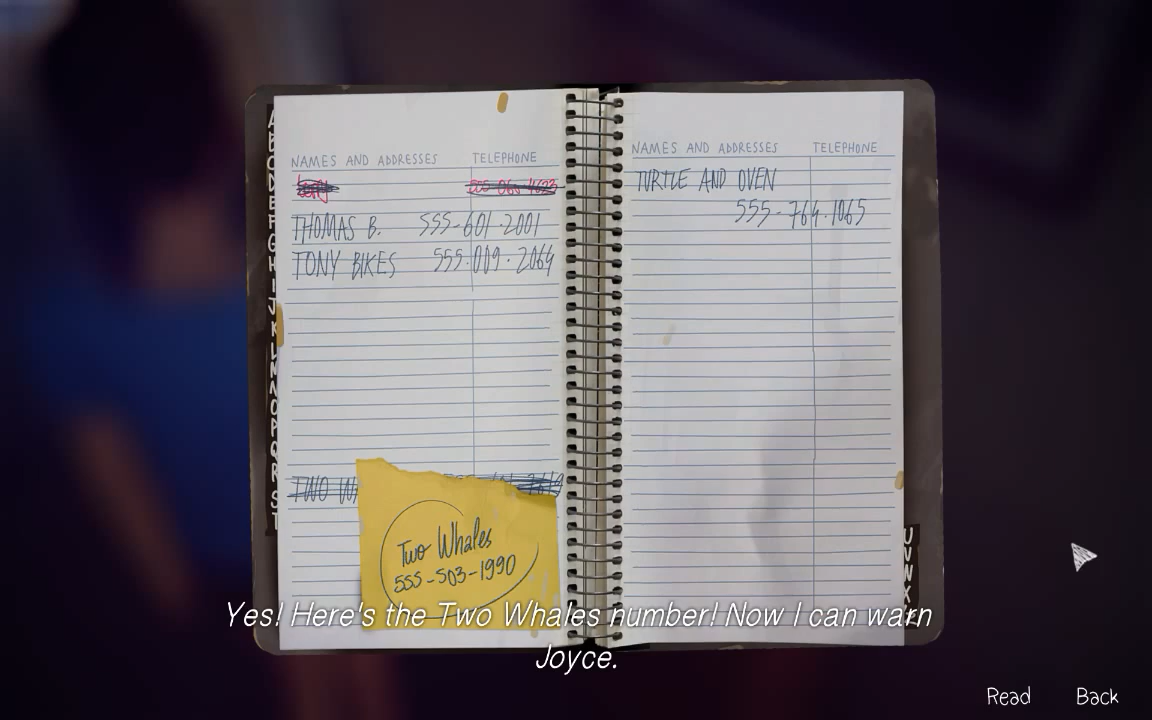 NAMES AND ADDRESSES TELEPHONE
THOMAS B. 555-601-2001
TONY BIKES 555-009-2064
TWO
Two Whales
555-503-1990
NAMES AND ADDRESSES TELEPHONE
TURTLE AND OVEN
555-764-1065
A
B
C
D
E
F
G
H
I
J
K
L
M
N
O
P
Q
R
S
T
U
V
W
X
Yes! Here's the Two Whales number! Now I can warn
Joyce.
Read Back